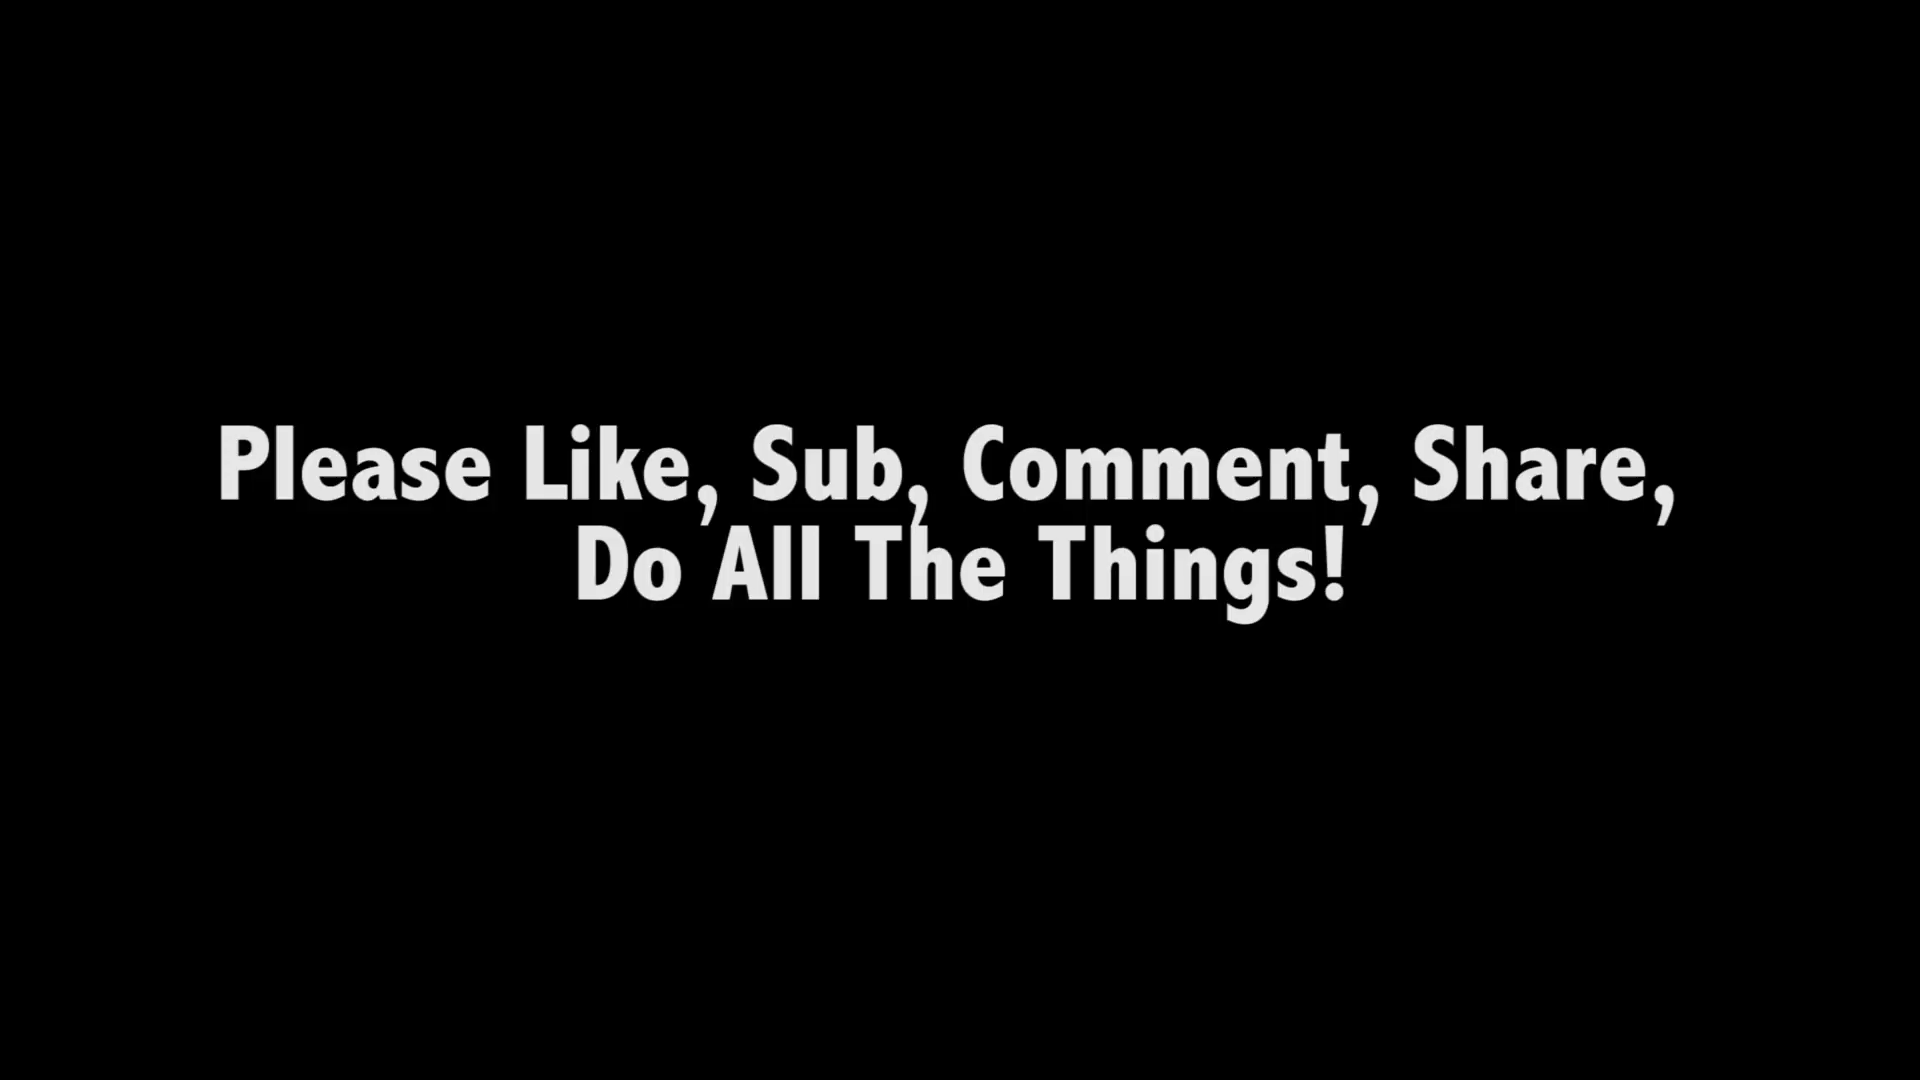 Please Like, Sub, Comment, Share,
Do All The Things!